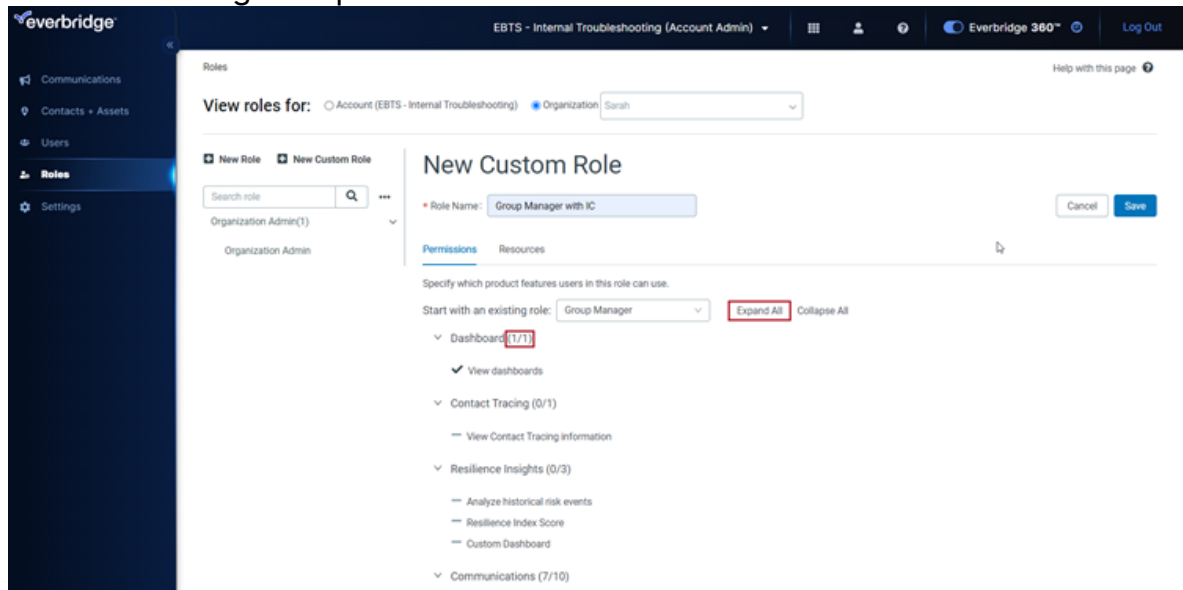 everbridge
EBTS - Internal Troubleshooting (Account Admin)
Everbridge 360™
Log Out
«
Communications
Contacts + Assets
Users
Roles
Settings
Roles
Help with this page
View roles for: Account (EBTS - Internal Troubleshooting) Organization Sarah
New Role New Custom Role
Search role
Organization Admin(1)
Organization Admin
New Custom Role
* Role Name: Group Manager with IC
Cancel Save
Permissions Resources
Specify which product features users in this role can use.
Start with an existing role: Group Manager Expand All Collapse All
Dashboard (1/1)
View dashboards
Contact Tracing (0/1)
View Contact Tracing information
Resilience Insights (0/3)
Analyze historical risk events
Resilience Index Score
Custom Dashboard
Communications (7/10)